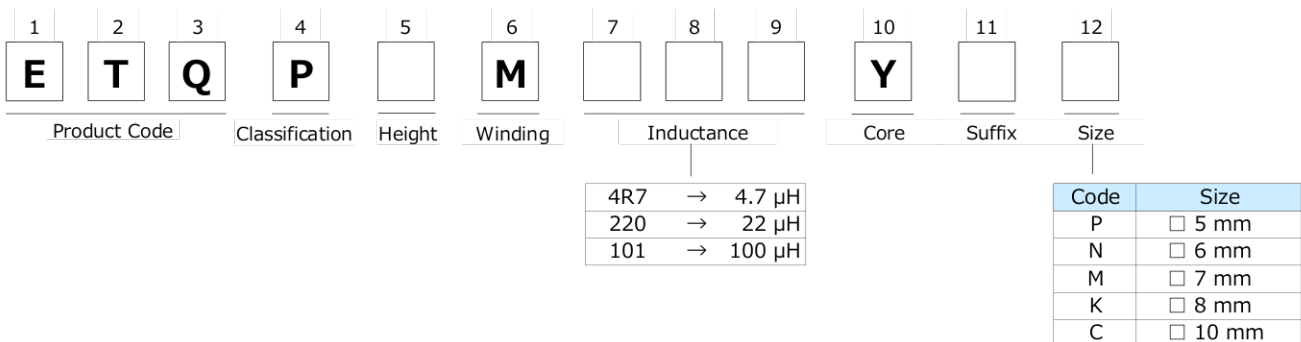 1 2 3 4 5 6 7 8 9 10 11 12
E T Q P M Y
Product Code Classification Height Winding Inductance Core Suffix Size
4R7 → 4.7 μH
220 → 22 μH
101 → 100 μH
Code Size
P □ 5 mm
N □ 6 mm
M □ 7 mm
K □ 8 mm
C □ 10 mm